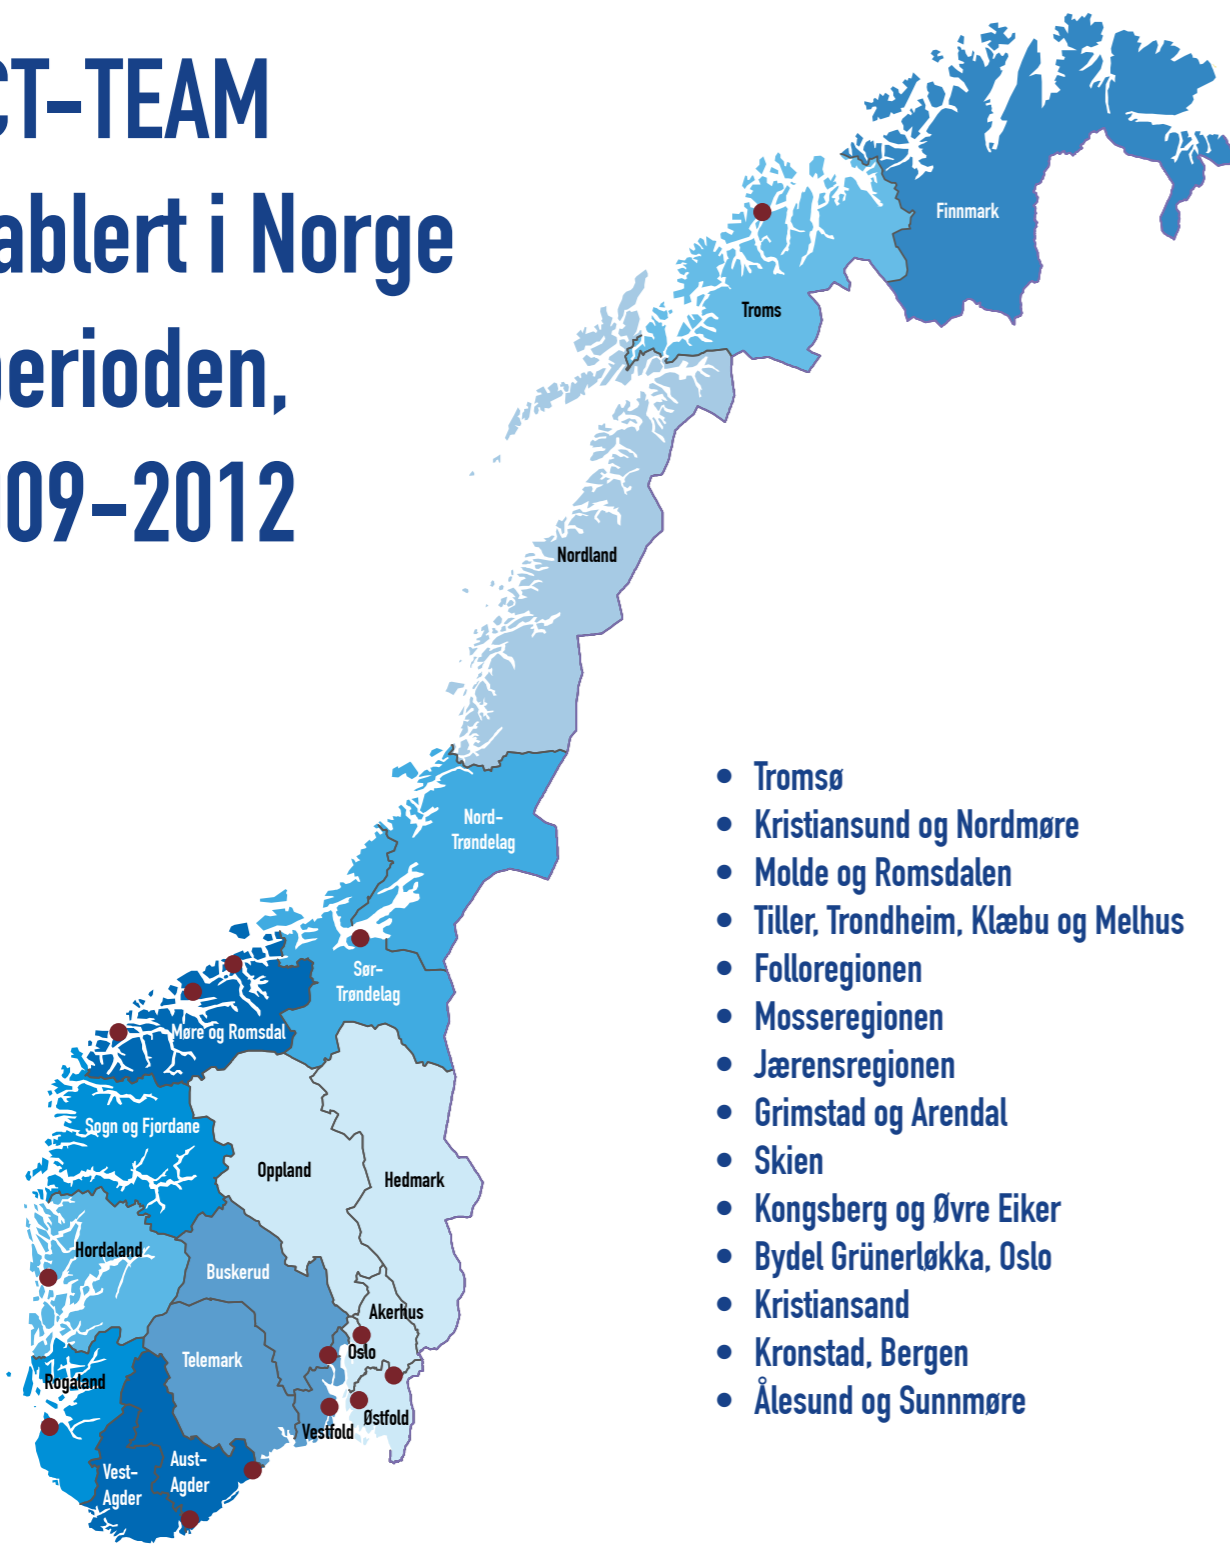 CT-TEAM
ablert i Norge
perioden,
009-2012
Finnmark
Troms
Nordland
Nord-
Trøndelag
Sør-
Trøndelag
Møre og Romsdal
Sogn og Fjordane
Oppland
Hedmark
Hordaland
Buskerud
Akerhus
Oslo
Telemark
Rogaland
Østfold
Vestfold
Aust-
Agder
Vest-
Agder
• Tromsø
• Kristiansund og Nordmøre
• Molde og Romsdalen
• Tiller, Trondheim, Klæbu og Melhus
• Folloregionen
• Mosseregionen
• Jærensregionen
• Grimstad og Arendal
• Skien
• Kongsberg og Øvre Eiker
• Bydel Grünerløkka, Oslo
• Kristiansand
• Kronstad, Bergen
• Ålesund og Sunnmøre